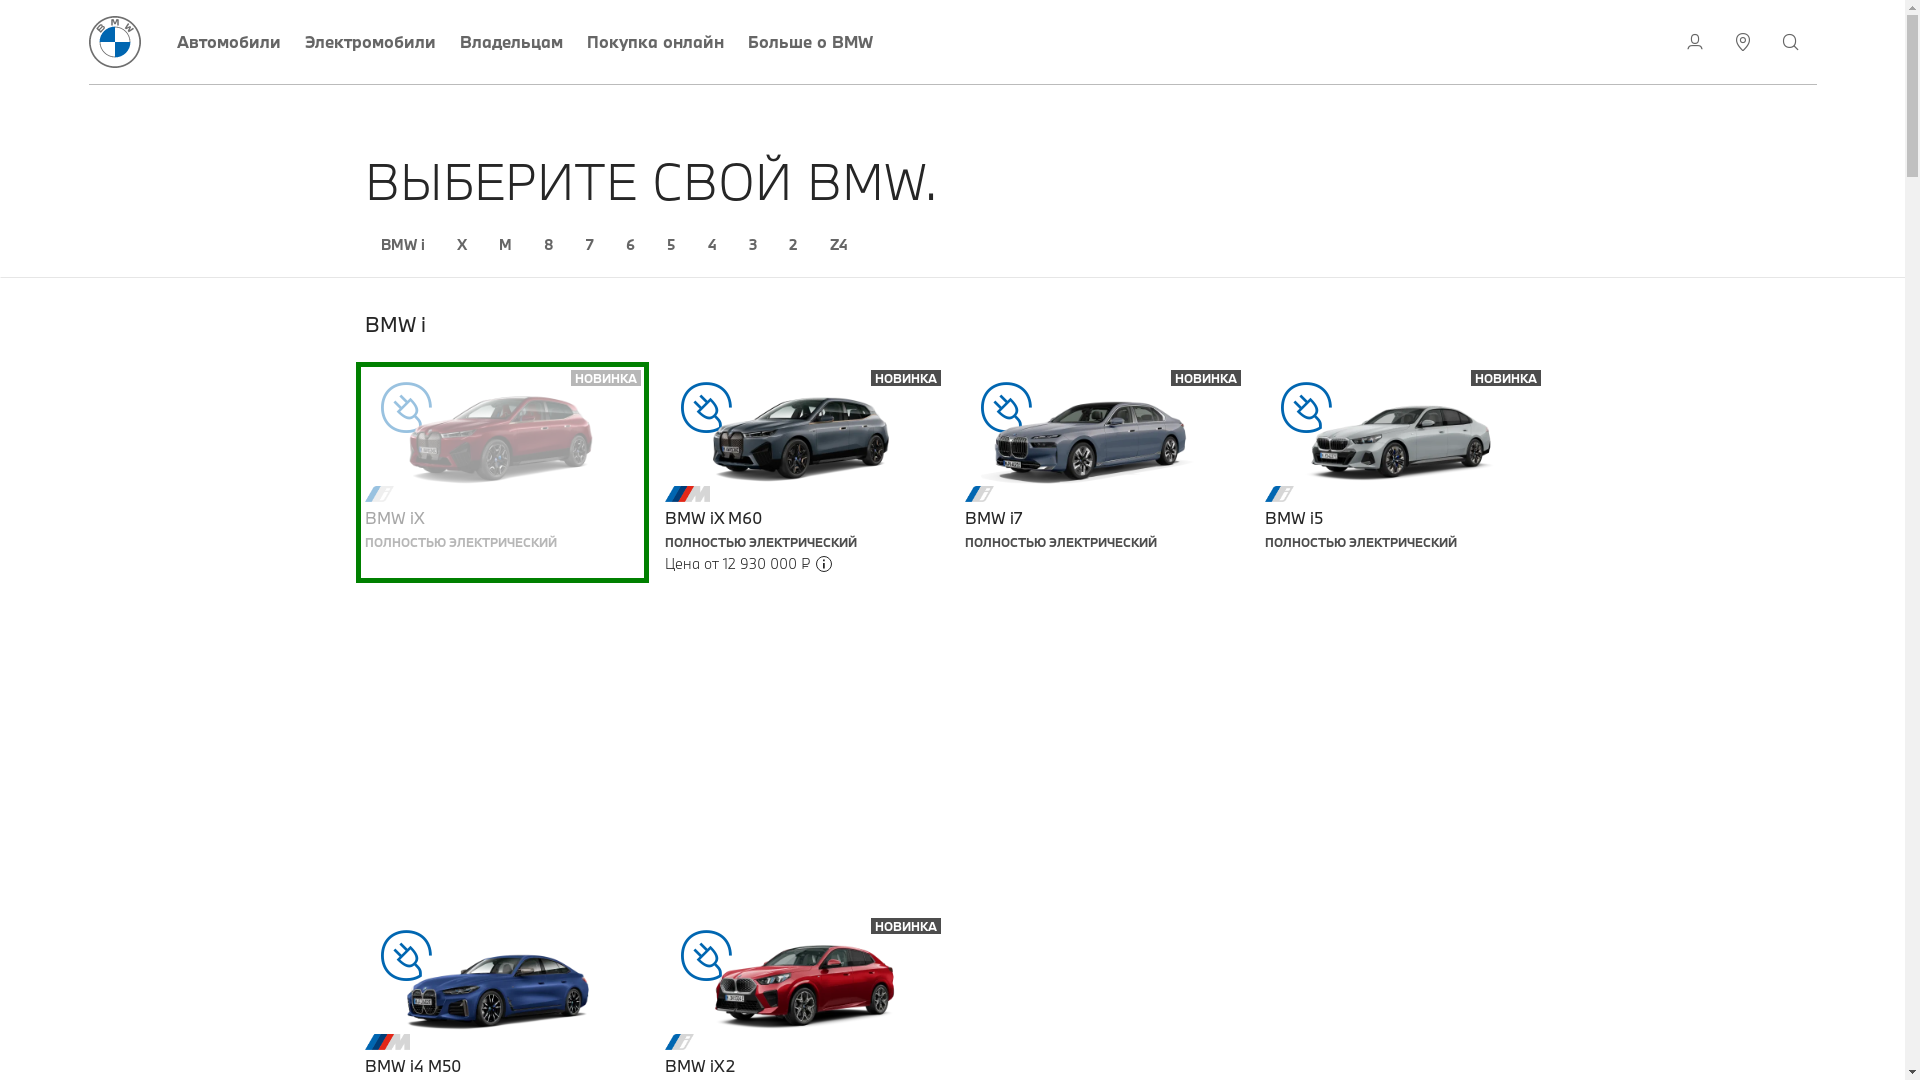 Автомобили Электромобили Владельцам Покупка онлайн Больше о BMW
ВЫБЕРИТЕ СВОЙ BMW.
BMW i X M 8 7 6 5 4 3 2 Z4
BMW i
НОВИНКА
BMW iX
ПОЛНОСТЬЮ ЭЛЕКТРИЧЕСКИЙ
НОВИНКА
BMW iX M60
ПОЛНОСТЬЮ ЭЛЕКТРИЧЕСКИЙ
Цена от 12 930 000 ₽
НОВИНКА
BMW i7
ПОЛНОСТЬЮ ЭЛЕКТРИЧЕСКИЙ
НОВИНКА
BMW i5
ПОЛНОСТЬЮ ЭЛЕКТРИЧЕСКИЙ
BMW i4 M50
НОВИНКА
BMW iX2